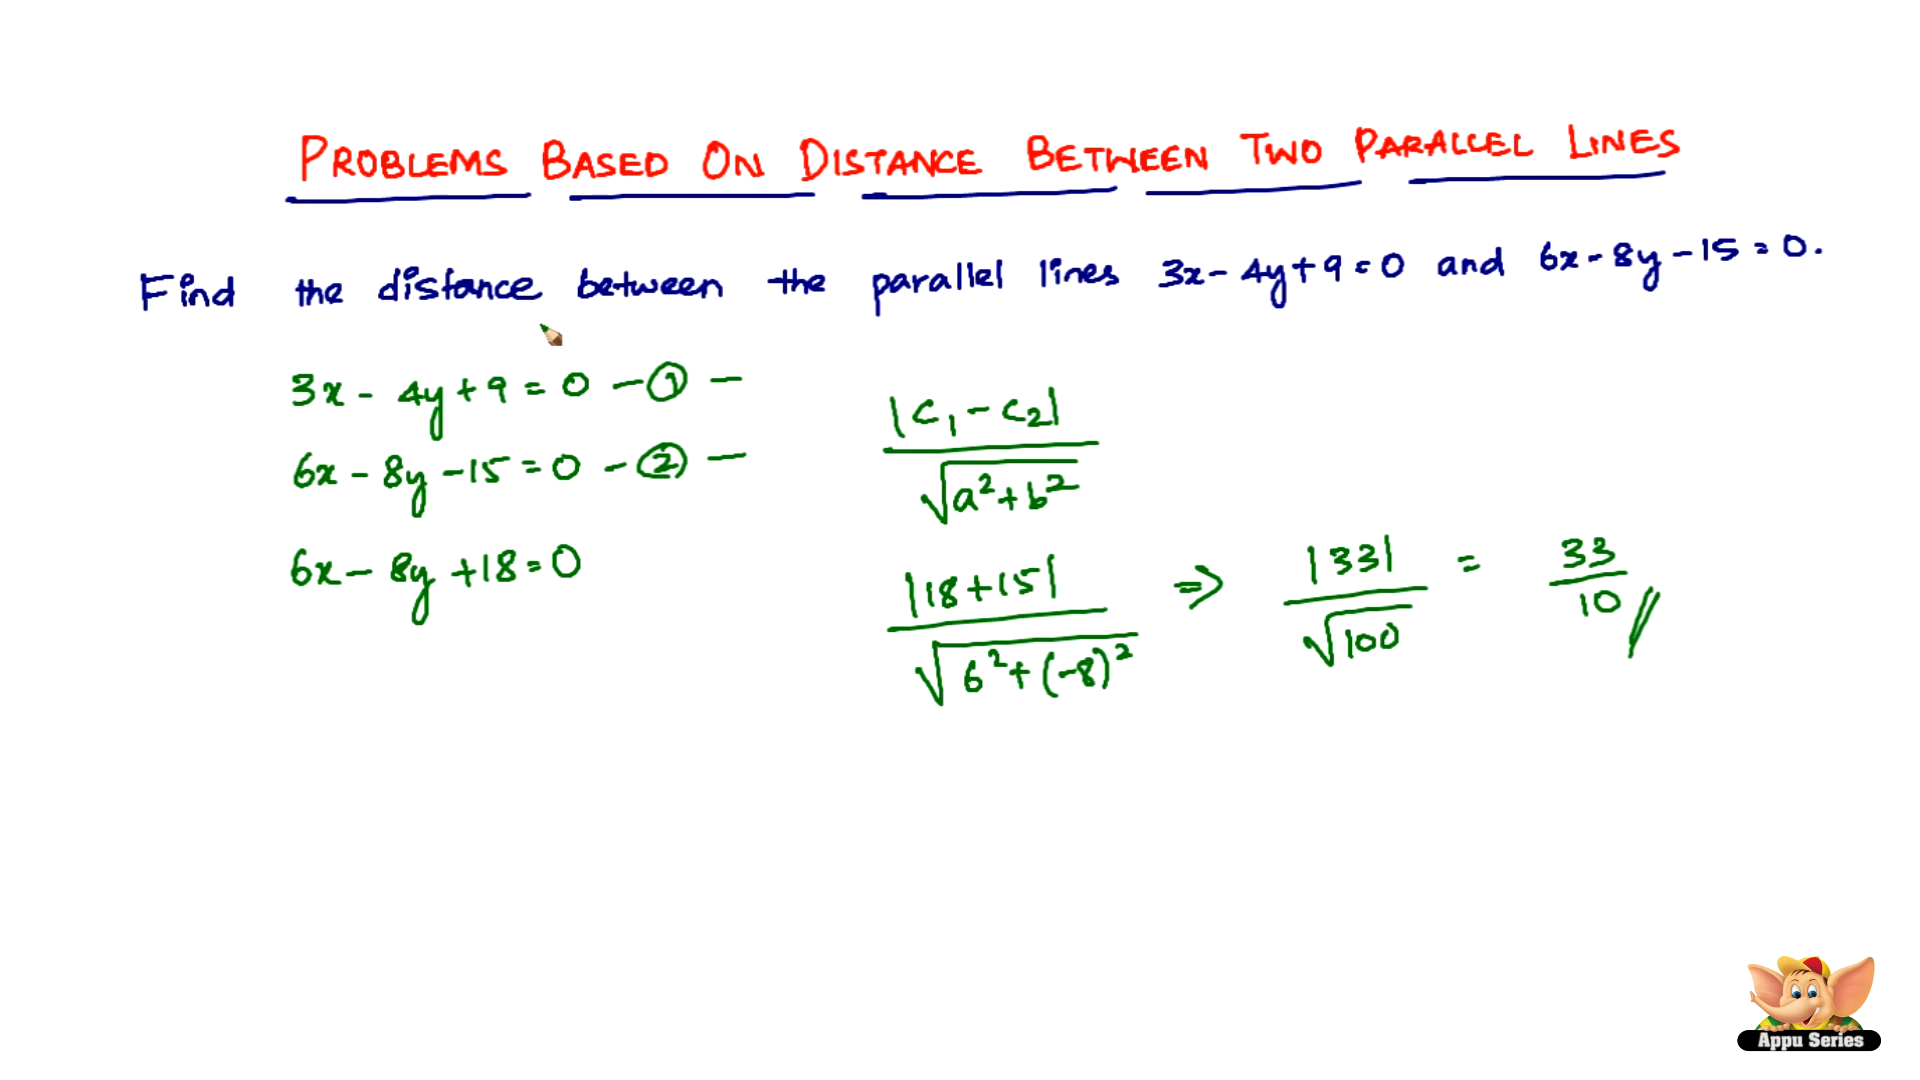 PROBLEMS BASED ON DISTANCE BETWEEN TWO PARALLEL LINES
Find the distance between the parallel lines 3x - 4y + 9 = 0 and 6x - 8y - 15 = 0.
3x - 4y + 9 = 0 - ① -
6x - 8y - 15 = 0 - ② -
6x - 8y + 18 = 0
|c₁ - c₂|
√a² + b²
|18 + 15| ⇒ |33| = 33
√6² + (-8)² √100 10 //
Appu Series